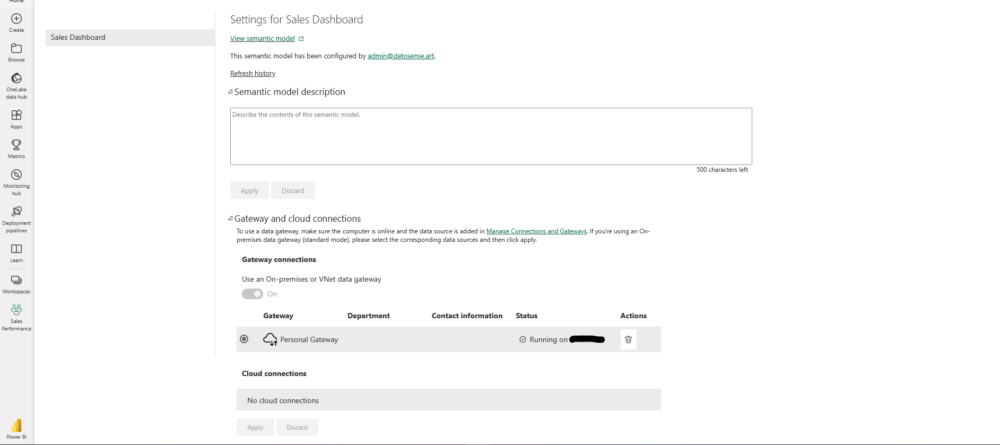 Home
Create
Browse
OneLake
data hub
Apps
Metrics
Monitoring
hub
Deployment
pipelines
Learn
Workspaces
Sales
Performance
Power BI
Sales Dashboard
Settings for Sales Dashboard
View semantic model
This semantic model has been configured by admin@datosense.art.
Refresh history
Semantic model description
Describe the contents of this semantic model.
500 characters left
Apply Discard
Gateway and cloud connections
To use a data gateway, make sure the computer is online and the data source is added in Manage Connections and Gateways. If you're using an On-
premises data gateway (standard mode), please select the corresponding data sources and then click apply.
Gateway connections
Use an On-premises or VNet data gateway
On
Gateway Department Contact information Status Actions
Personal Gateway Running on
Cloud connections
No cloud connections
Apply Discard